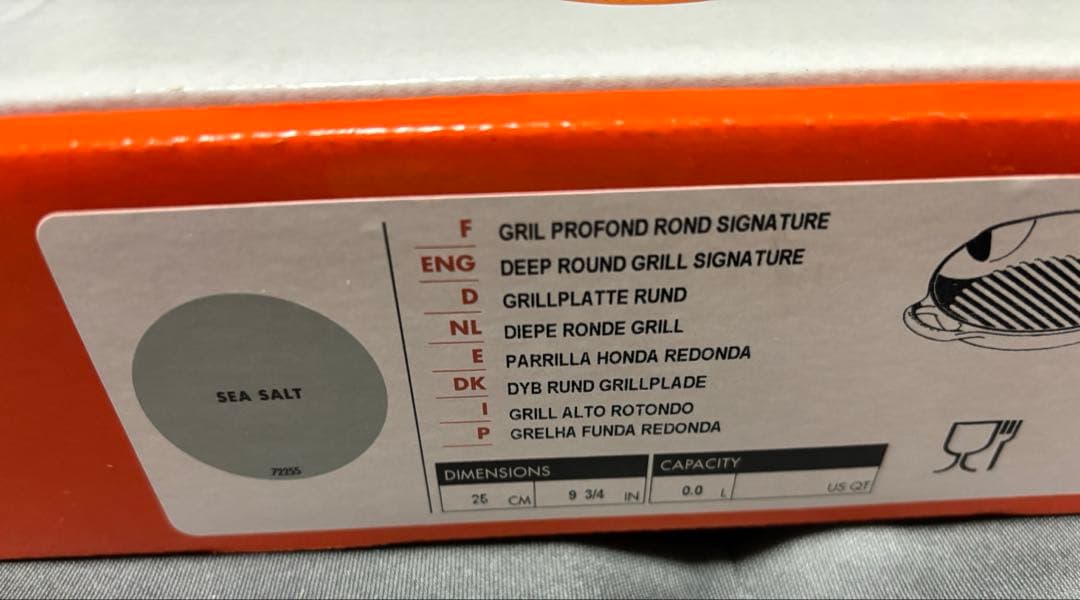 SEA SALT
72255
F GRIL PROFOND ROND SIGNATURE
ENG DEEP ROUND GRILL SIGNATURE
D GRILLPLATTE RUND
NL DIEPE RONDE GRILL
E PARRILLA HONDA REDONDA
DK DYB RUND GRILLPLADE
I GRILL ALTO ROTONDO
P GRELHA FUNDA REDONDA
DIMENSIONS CAPACITY
25 CM 9 3/4 IN 0.0 L US QT